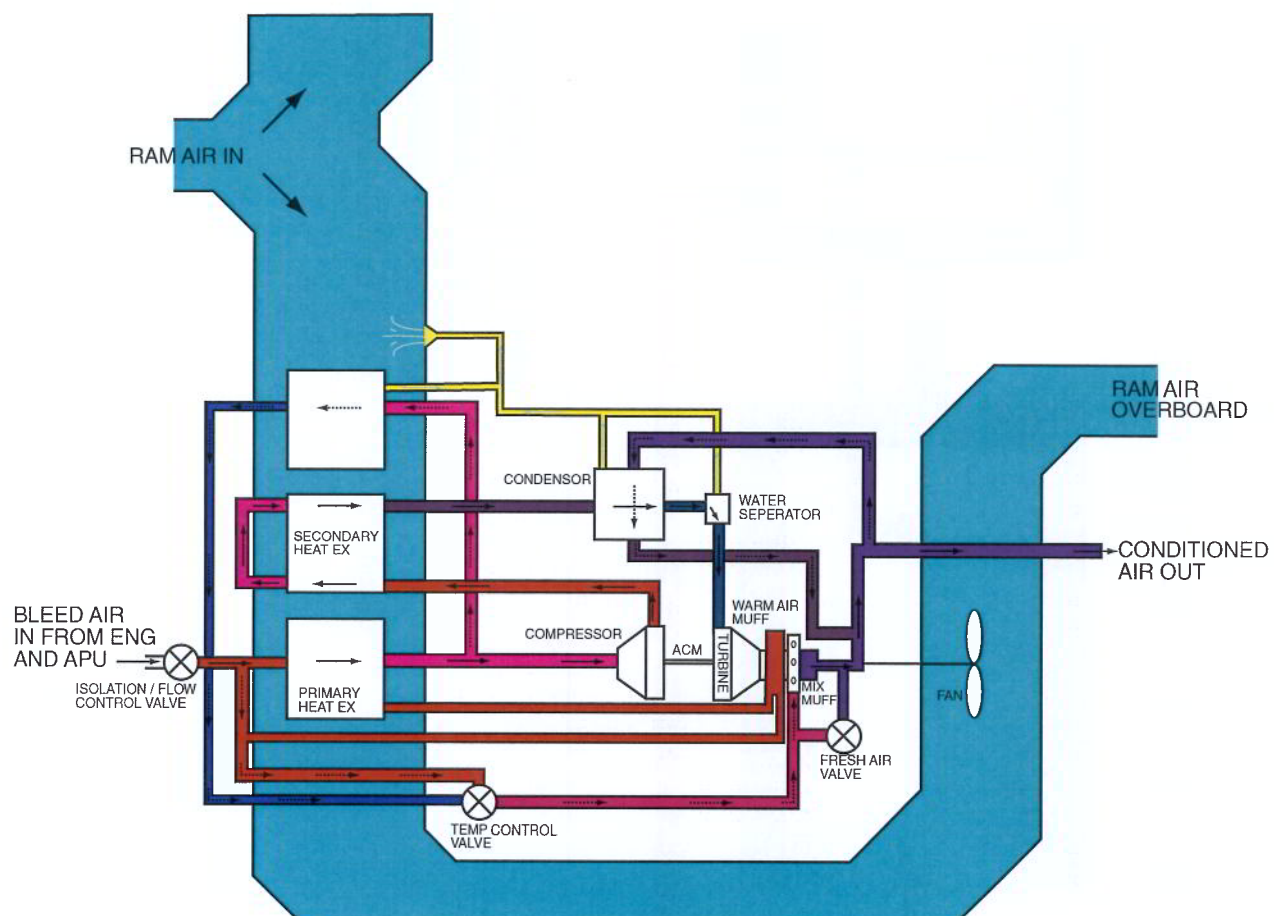 RAM AIR IN
RAM AIR
OVERBOARD
CONDENSOR
WATER
SEPERATOR
SECONDARY
HEAT EX
CONDITIONED
AIR OUT
BLEED AIR
IN FROM ENG
AND APU
ISOLATION / FLOW
CONTROL VALVE
PRIMARY
HEAT EX
COMPRESSOR
ACM
WARM AIR
MUFF
TURBINE
MIX
MUFF
FAN
FRESH AIR
VALVE
TEMP CONTROL
VALVE